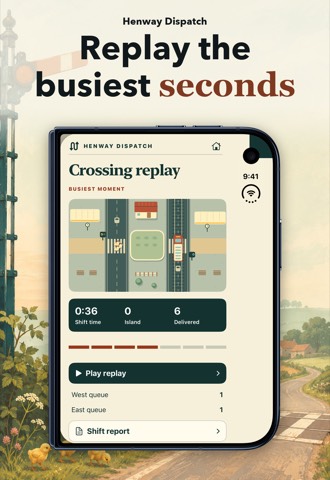 Henway Dispatch
Replay the
busiest seconds
HENWAY DISPATCH
Crossing replay
9:41
BUSIEST MOMENT
0:36
0
6
Shift time
Island
Delivered
Play replay
West queue
1
East queue
1
Shift report